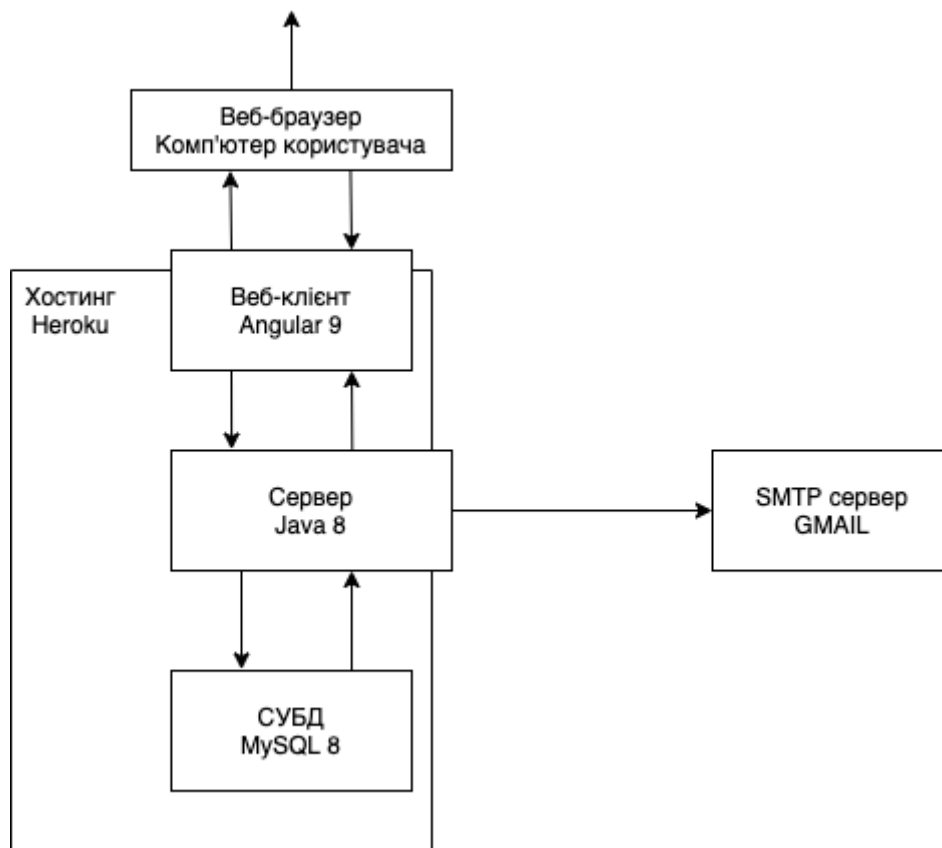 Веб-браузер
Комп'ютер користувача
Хостинг
Heroku
Веб-клієнт
Angular 9
Сервер
Java 8
SMTP сервер
GMAIL
СУБД
MySQL 8